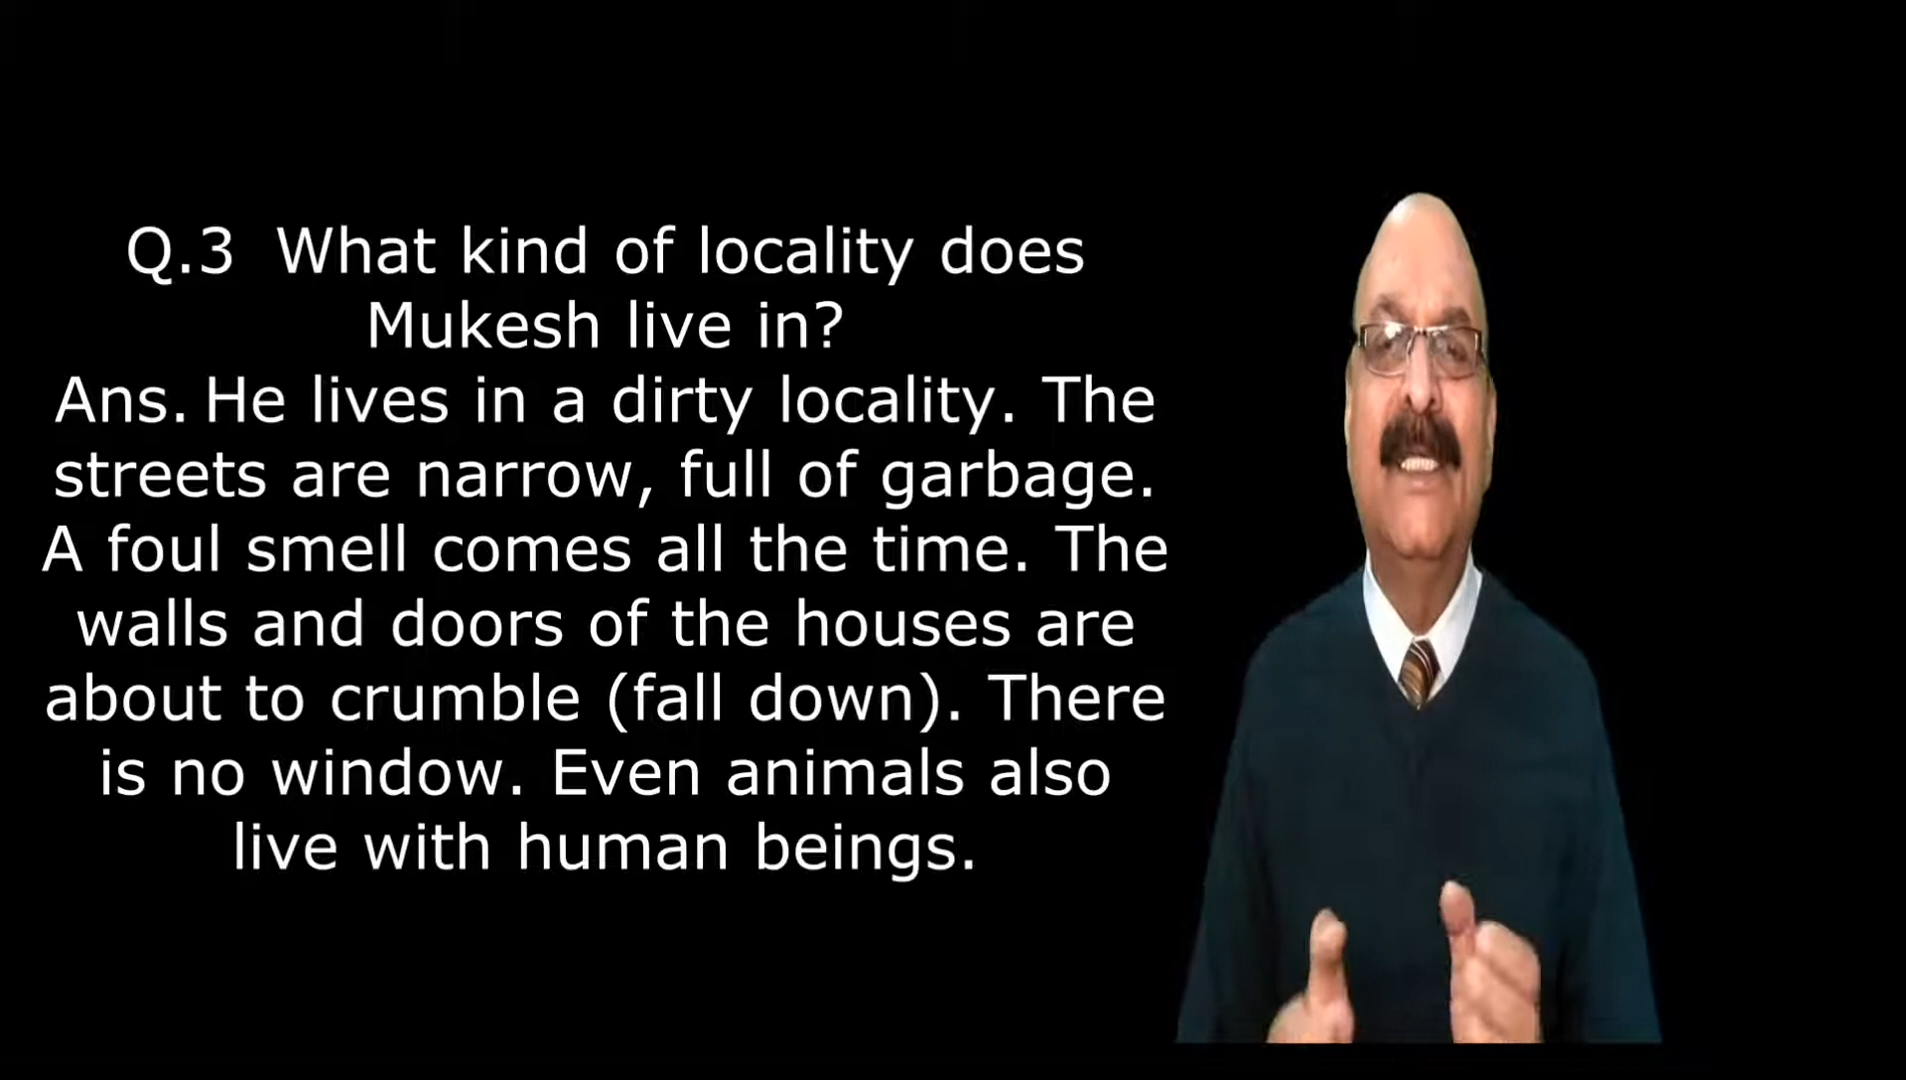 Q.3  What kind of locality does
Mukesh live in?
Ans. He lives in a dirty locality. The
streets are narrow, full of garbage.
A foul smell comes all the time. The
walls and doors of the houses are
about to crumble (fall down). There
is no window. Even animals also
live with human beings.